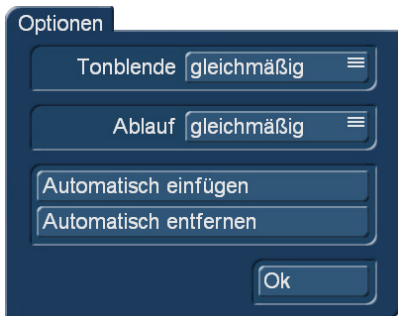 Optionen
Tonblende gleichmäßig
Ablauf gleichmäßig
Automatisch einfügen
Automatisch entfernen
Ok